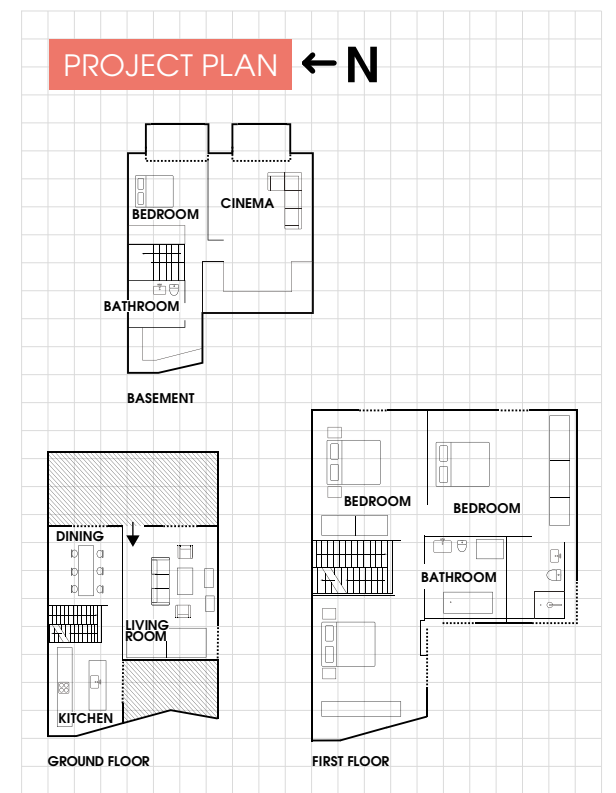 PROJECT PLAN
N
BEDROOM
CINEMA
BATHROOM
BASEMENT
DINING
LIVING
ROOM
KITCHEN
GROUND FLOOR
BEDROOM
BEDROOM
BATHROOM
FIRST FLOOR